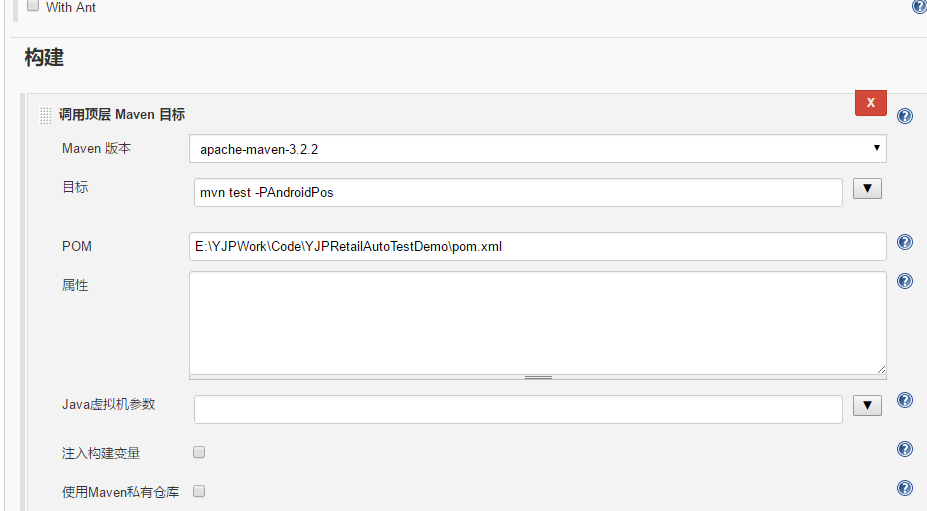 With Ant
构建
调用顶层 Maven 目标
X
Maven 版本
apache-maven-3.2.2
目标
mvn test -PAndroidPos
POM
E:\YJPWork\Code\YJPRetailAutoTestDemo\pom.xml
属性
Java虚拟机参数
注入构建变量
使用Maven私有仓库